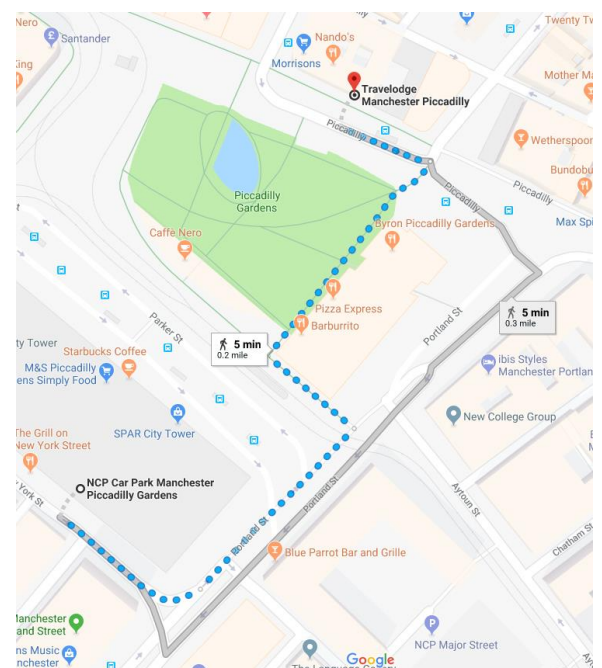 Nero
Santander
King
Nando's
Morrisons
Twenty Tw
Travelodge
Manchester Piccadilly
Mother Ma
Piccadilly
Wetherspoon
Bundobu
Piccadilly
Piccadilly
Piccadilly
Gardens
Max Spi
Byron Piccadilly Gardens
Caffè Nero
Pizza Express
Barburrito
5 min
0.3 mile
Parker St
Portland St
5 min
0.2 mile
ty Tower
Starbucks Coffee
M&S Piccadilly
ens Simply Food
ibis Styles
Manchester Portlan
SPAR City Tower
New College Group
The Grill on
New York Street
NCP Car Park Manchester
Piccadilly Gardens
w York St
Portland St
Portland St
Aytoun St
Chatham St
Blue Parrot Bar and Grille
Manchester
and Street
ns Music
nchester
NCP Major Street
Google